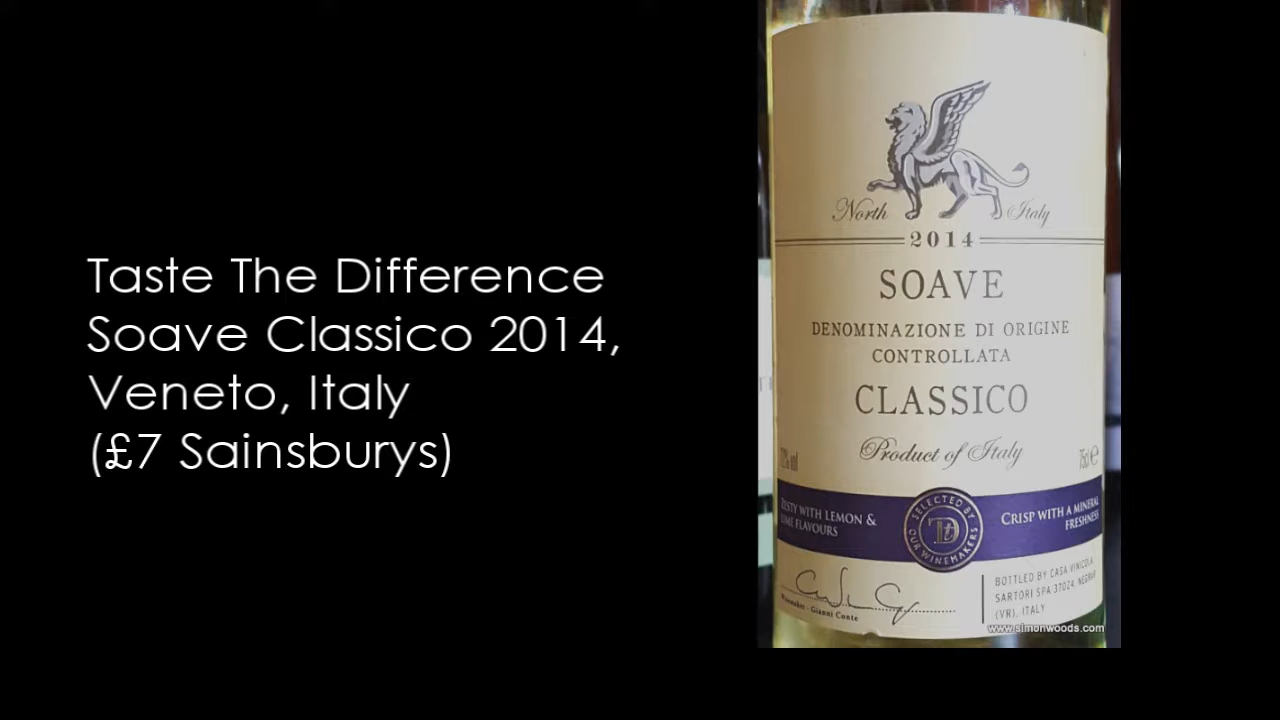 Taste The Difference
Soave Classico 2014,
Veneto, Italy
(£7 Sainsburys)
North Italy
2014
SOAVE
DENOMINAZIONE DI ORIGINE
CONTROLLATA
CLASSICO
Product of Italy
12% vol
75cl e
ZESTY WITH LEMON &
LIME FLAVOURS
SELECTED BY
OUR WINEMAKERS
CRISP WITH A MINERAL
FRESHNESS
Winemaker - Gianni Conte
BOTTLED BY CASA VINICOLA
SARTORI SPA 37024, NEGRAR
(VR), ITALY
www.simonwoods.com